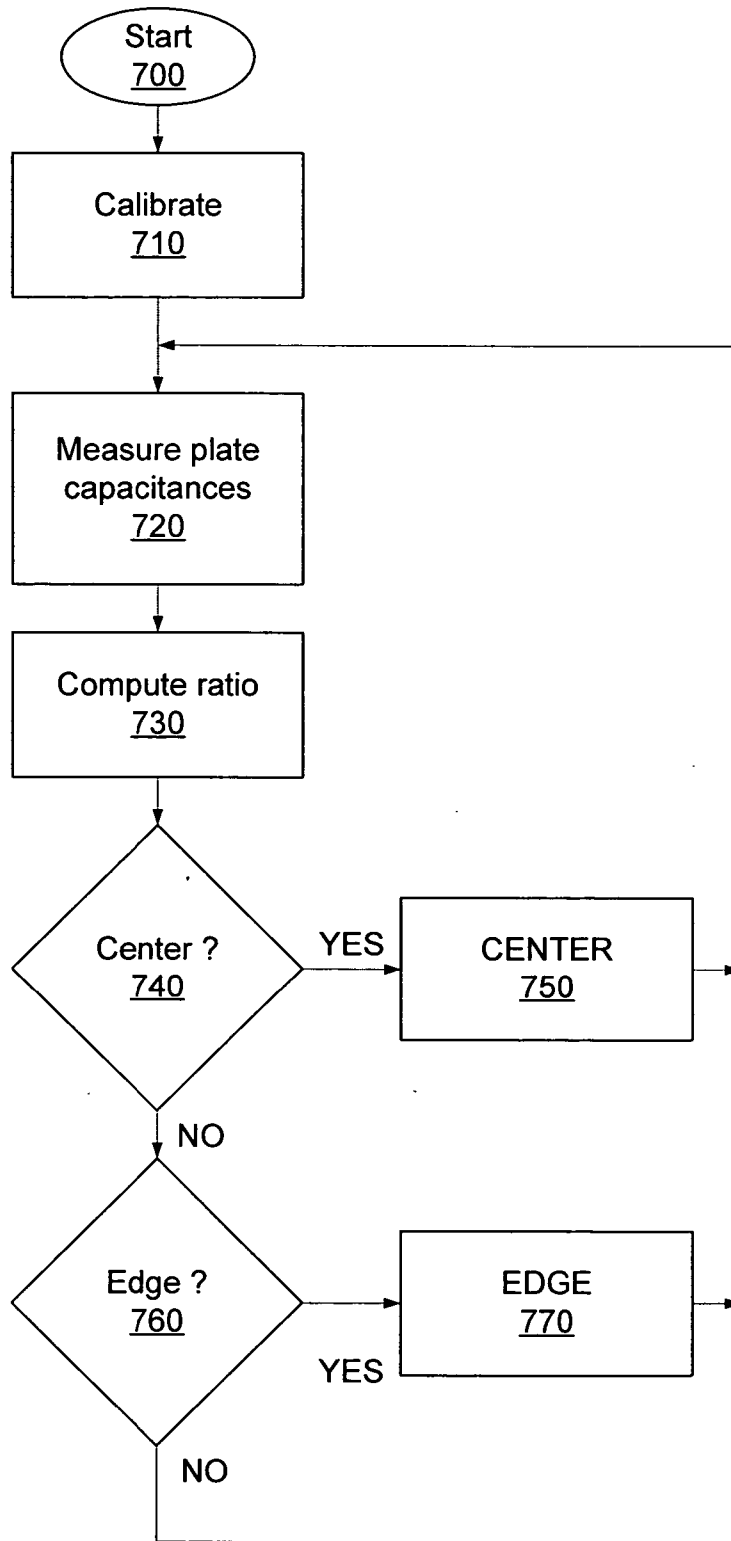 Start
700
Calibrate
710
Measure plate
capacitances
720
Compute ratio
730
Center ?
740
YES
CENTER
750
NO
Edge ?
760
YES
EDGE
770
NO